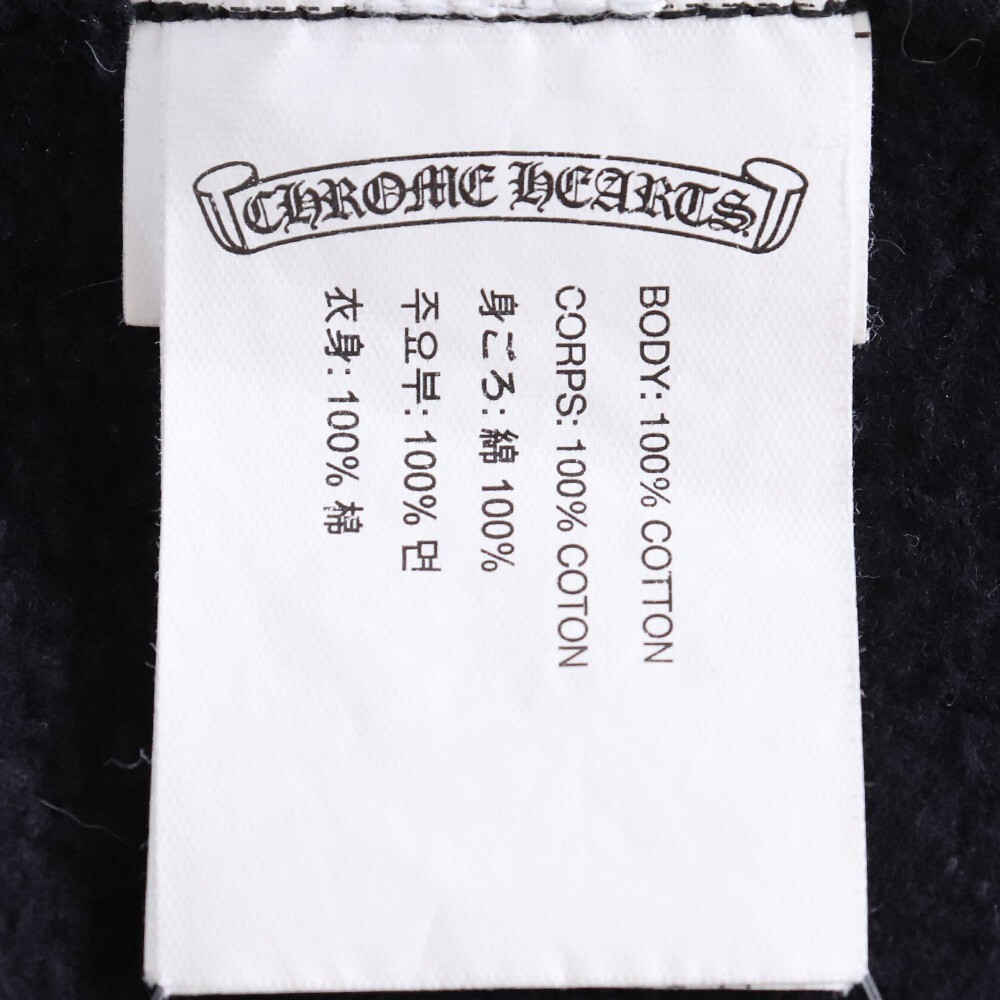 CHROME HEARTS
BODY: 100% COTTON
CORPS: 100% COTON
身ごろ: 綿 100%
주요부: 100% 면
衣身: 100% 棉